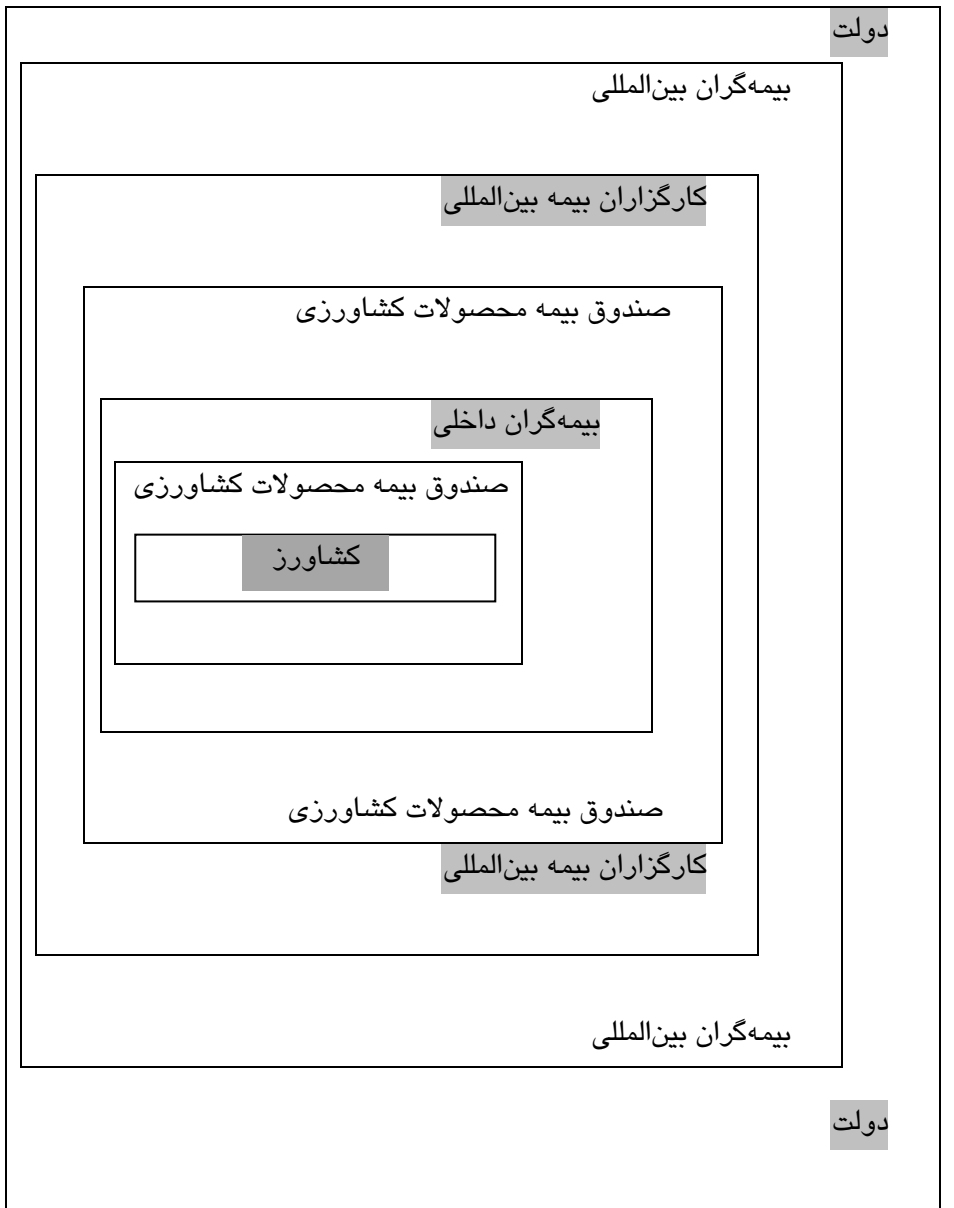 دولت
بیمه‌گران بین‌المللی
کارگزاران بیمه بین‌المللی
صندوق بیمه محصولات کشاورزی
بیمه‌گران داخلی
صندوق بیمه محصولات کشاورزی
کشاورز
صندوق بیمه محصولات کشاورزی
کارگزاران بیمه بین‌المللی
بیمه‌گران بین‌المللی
دولت